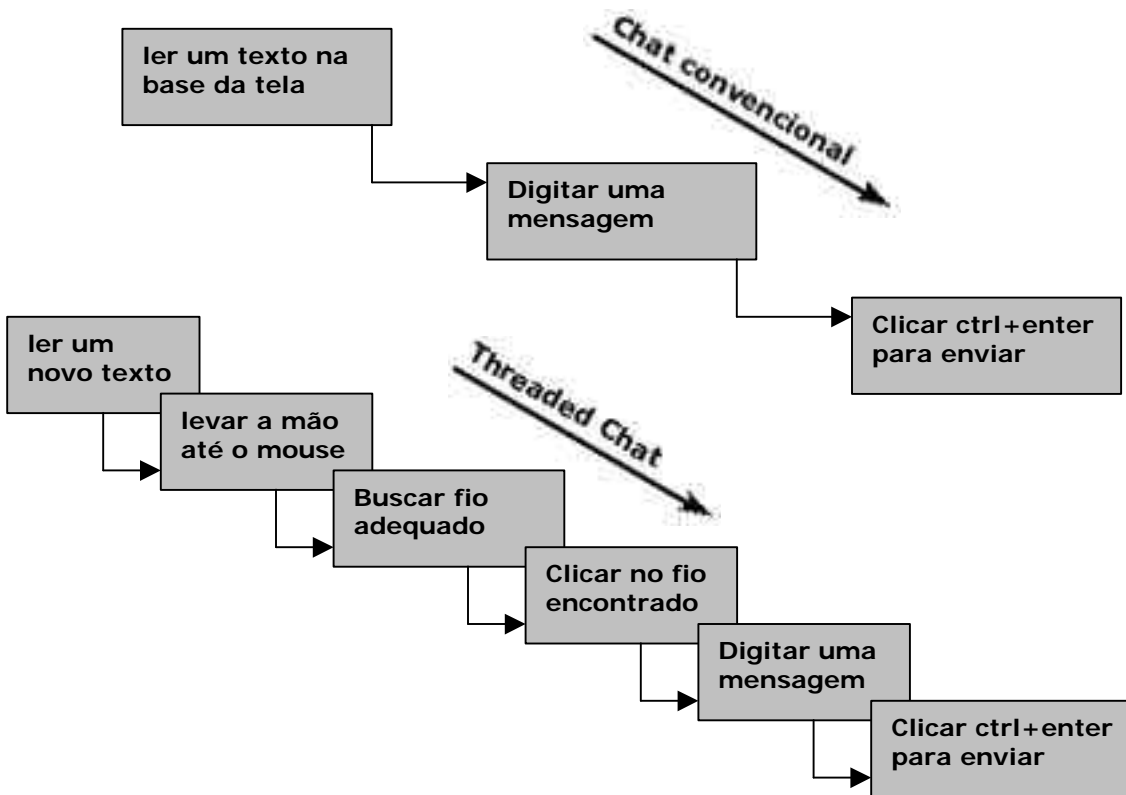 ler um texto na
base da tela
Chat convencional
Digitar uma
mensagem
Clicar ctrl+enter
para enviar
ler um
novo texto
Threaded Chat
levar a mão
até o mouse
Buscar fio
adequado
Clicar no fio
encontrado
Digitar uma
mensagem
Clicar ctrl+enter
para enviar